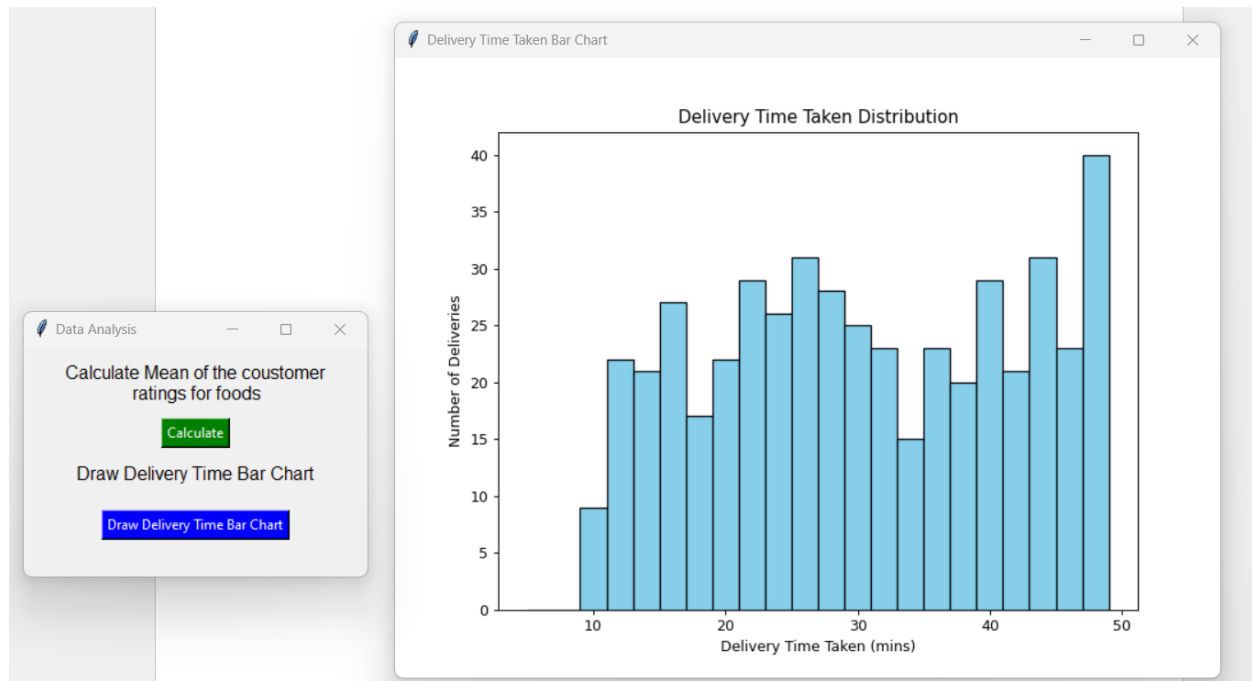 Delivery Time Taken Bar Chart
Delivery Time Taken Distribution
40
35
30
25
20
15
10
5
0
Number of Deliveries
10 20 30 40 50
Delivery Time Taken (mins)
Data Analysis
Calculate Mean of the coustomer
ratings for foods
Calculate
Draw Delivery Time Bar Chart
Draw Delivery Time Bar Chart